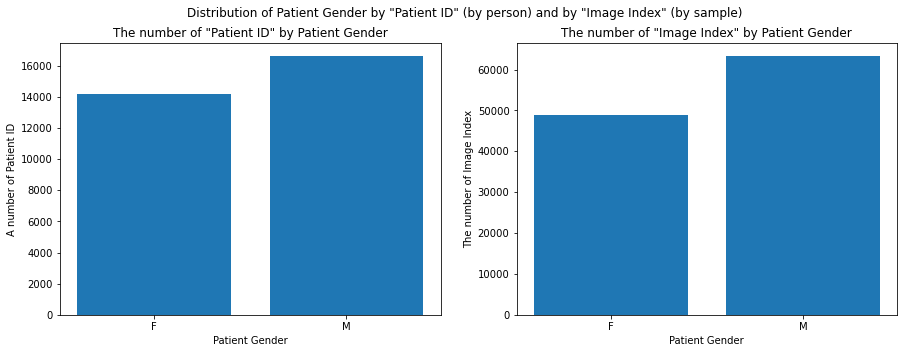 Distribution of Patient Gender by "Patient ID" (by person) and by "Image Index" (by sample)
The number of "Patient ID" by Patient Gender
A number of Patient ID
16000
14000
12000
10000
8000
6000
4000
2000
0
F
M
Patient Gender
The number of "Image Index" by Patient Gender
The number of Image Index
60000
50000
40000
30000
20000
10000
0
F
M
Patient Gender